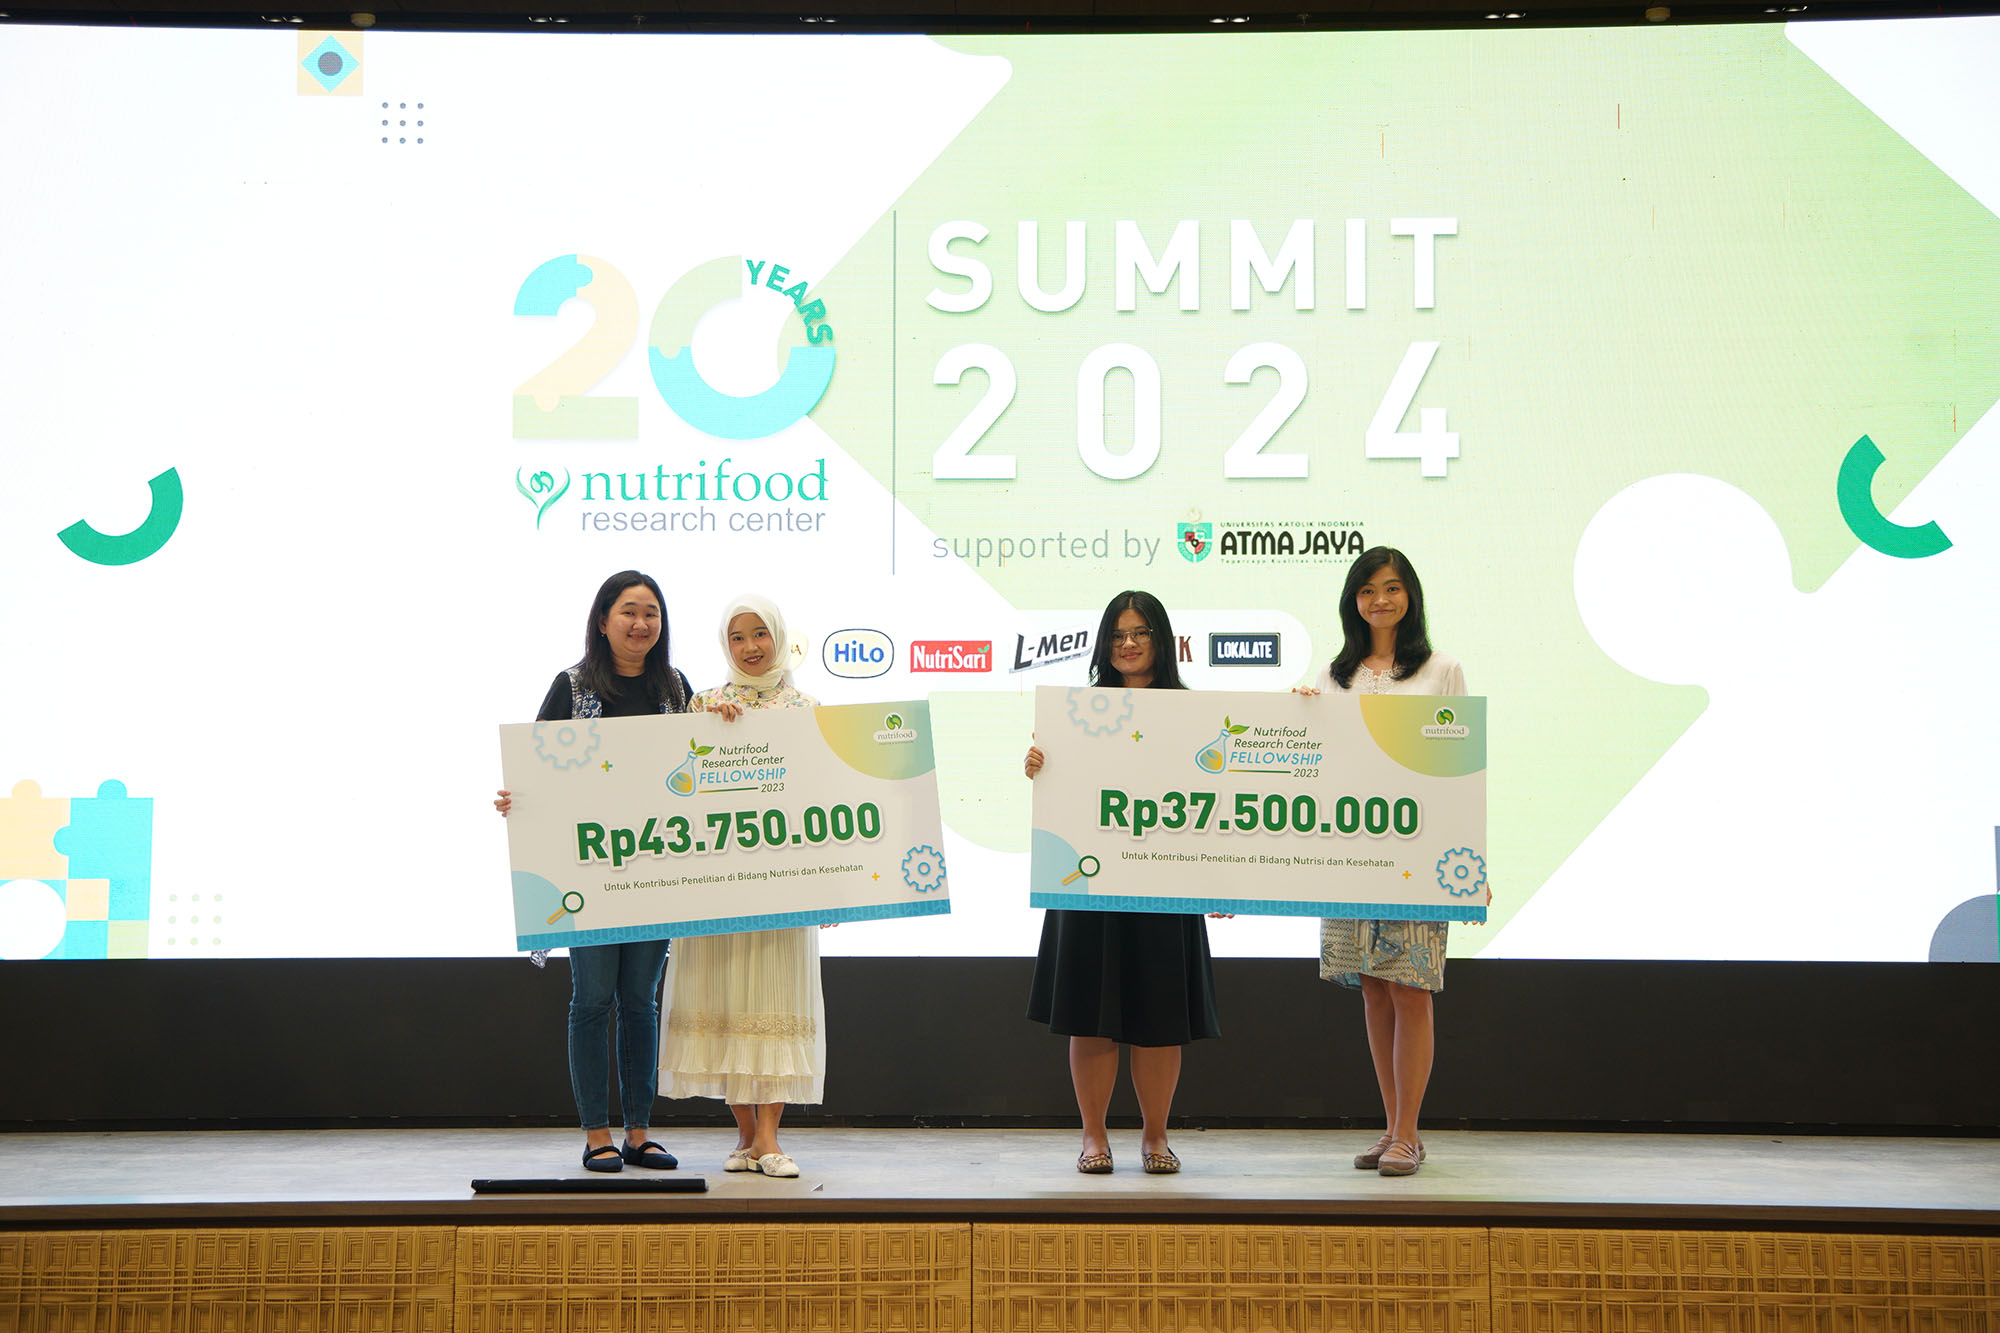 20 YEARS
nutrifood
research center
SUMMIT
2024
supported by
UNIVERSITAS KATOLIK INDONESIA
ATMA JAYA
HiLo
NutriSari
L-Men
LOKALATE
nutrifood
Nutrifood
Research Center
FELLOWSHIP
2023
Rp43.750.000
Untuk Kontribusi Penelitian di Bidang Nutrisi dan Kesehatan
nutrifood
Nutrifood
Research Center
FELLOWSHIP
2023
Rp37.500.000
Untuk Kontribusi Penelitian di Bidang Nutrisi dan Kesehatan